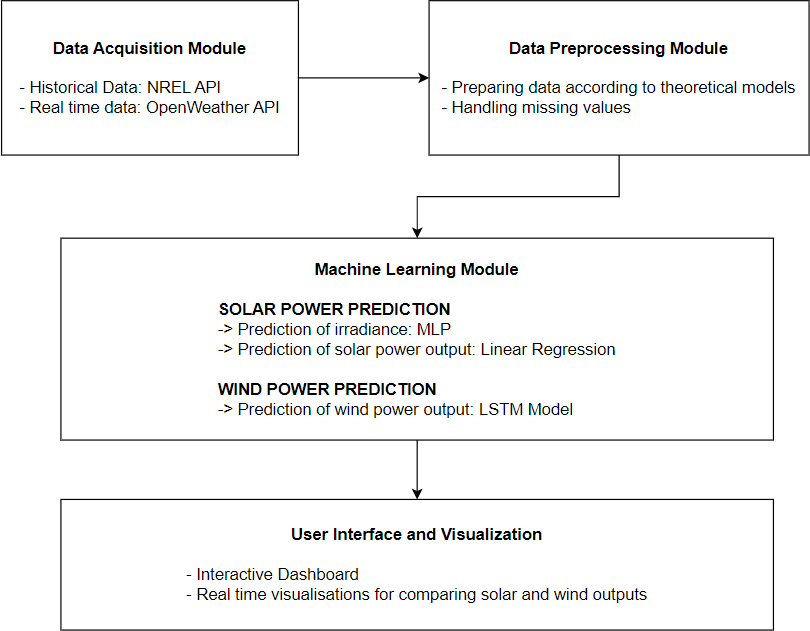 Data Acquisition Module
- Historical Data: NREL API
- Real time data: OpenWeather API
Data Preprocessing Module
- Preparing data according to theoretical models
- Handling missing values
Machine Learning Module
SOLAR POWER PREDICTION
-> Prediction of irradiance: MLP
-> Prediction of solar power output: Linear Regression
WIND POWER PREDICTION
-> Prediction of wind power output: LSTM Model
User Interface and Visualization
- Interactive Dashboard
- Real time visualisations for comparing solar and wind outputs